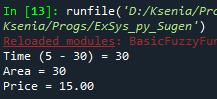 In [13]: runfile('D:/Ksenia/Progs/ExSys_py_Sugen
Ksenia/Progs/ExSys_py_Sugen')
Reloaded modules: BasicFuzzyFun
Time (5 - 30) = 30
Area = 30
Price = 15.00